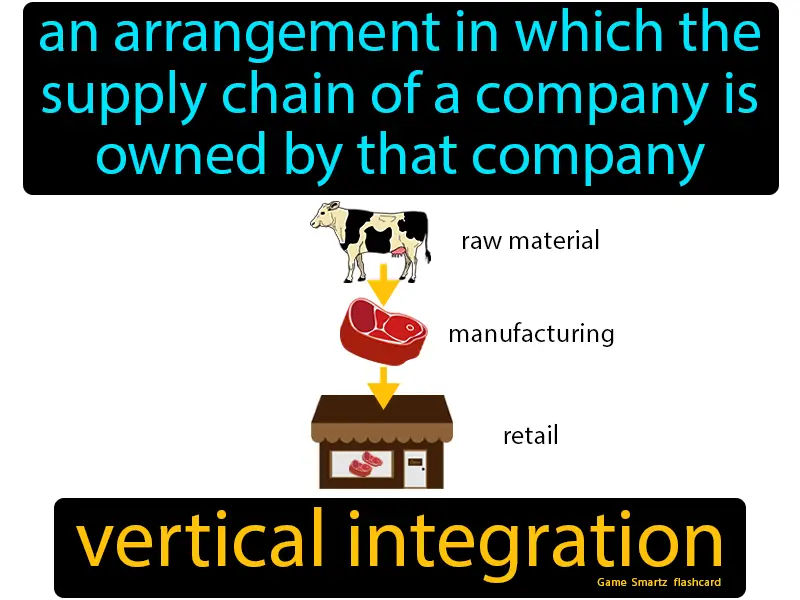 an arrangement in which the
supply chain of a company is
owned by that company
raw material
manufacturing
retail
vertical integration
Game Smartz flashcard